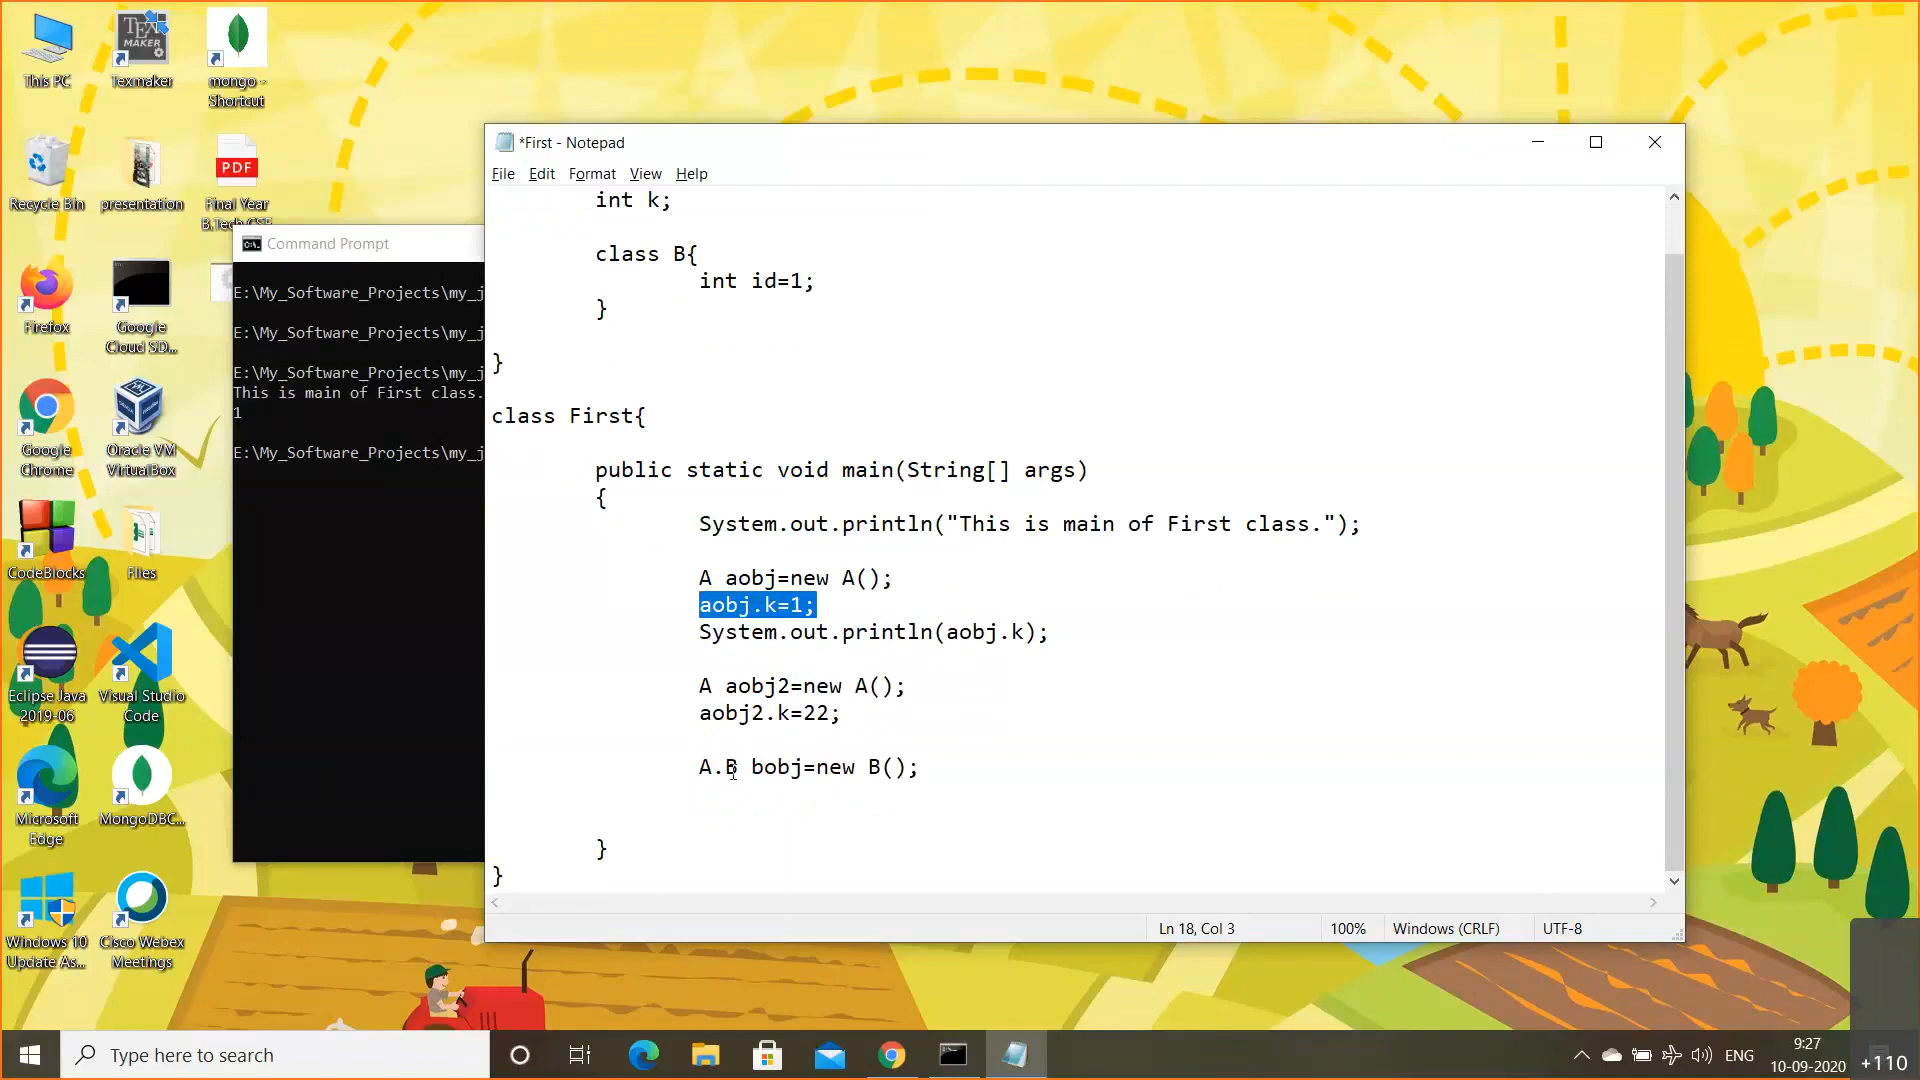 This PC
Texmaker
mongo -
Shortcut
Recycle Bin
presentation
PDF
Final Year
B.Tech CSE
Firefox
Google
Cloud SD...
Google
Chrome
Oracle VM
VirtualBox
CodeBlocks
Files
Eclipse Java
2019-06
Visual Studio
Code
Microsoft
Edge
MongoDBC...
Windows 10
Update As...
Cisco Webex
Meetings
TEX
MAKER
Command Prompt
E:\My_Software_Projects\my_j
E:\My_Software_Projects\my_j
E:\My_Software_Projects\my_j
This is main of First class.
1
E:\My_Software_Projects\my_j
*First - Notepad
File Edit Format View Help
int k;
class B{
int id=1;
}
}
class First{
public static void main(String[] args)
{
System.out.println("This is main of First class.");
A aobj=new A();
aobj.k=1;
System.out.println(aobj.k);
A aobj2=new A();
aobj2.k=22;
A.B bobj=new B();
}
}
Ln 18, Col 3 100% Windows (CRLF) UTF-8
Type here to search
ENG
9:27
10-09-2020
+110